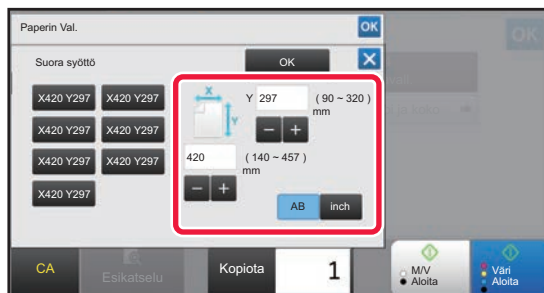 Paperin Val.
OK
OK
Suora syöttö
OK
X420 Y297 X420 Y297
X420 Y297 X420 Y297
X420 Y297 X420 Y297
X420 Y297
X
Y
Y 297 ( 90 ~ 320 )
mm
420 ( 140 ~ 457 )
mm
AB inch
CA
Esikatselu
Kopiota 1
M/V
Aloita
Väri
Aloita